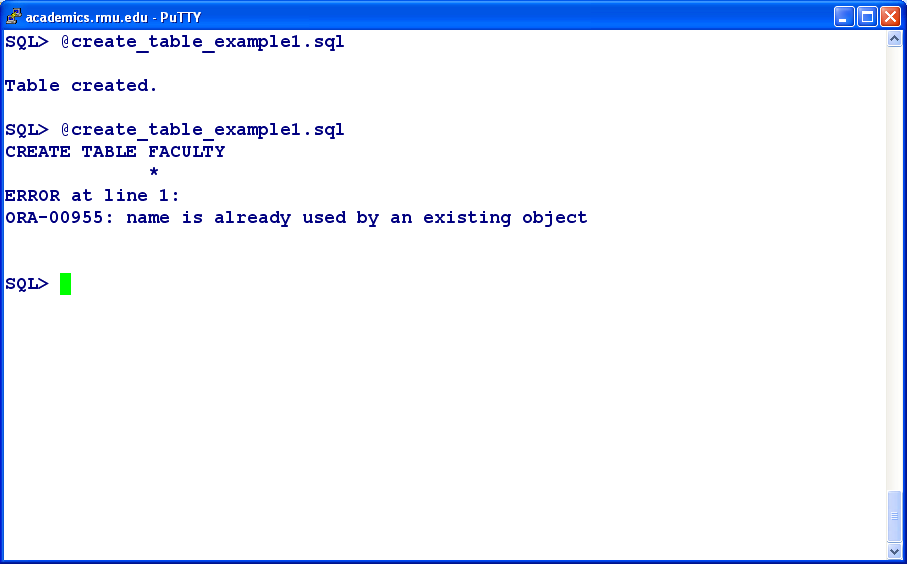 academics.rmu.edu - PuTTY
SQL> @create_table_example1.sql
Table created.
SQL> @create_table_example1.sql
CREATE TABLE FACULTY
*
ERROR at line 1:
ORA-00955: name is already used by an existing object
SQL>